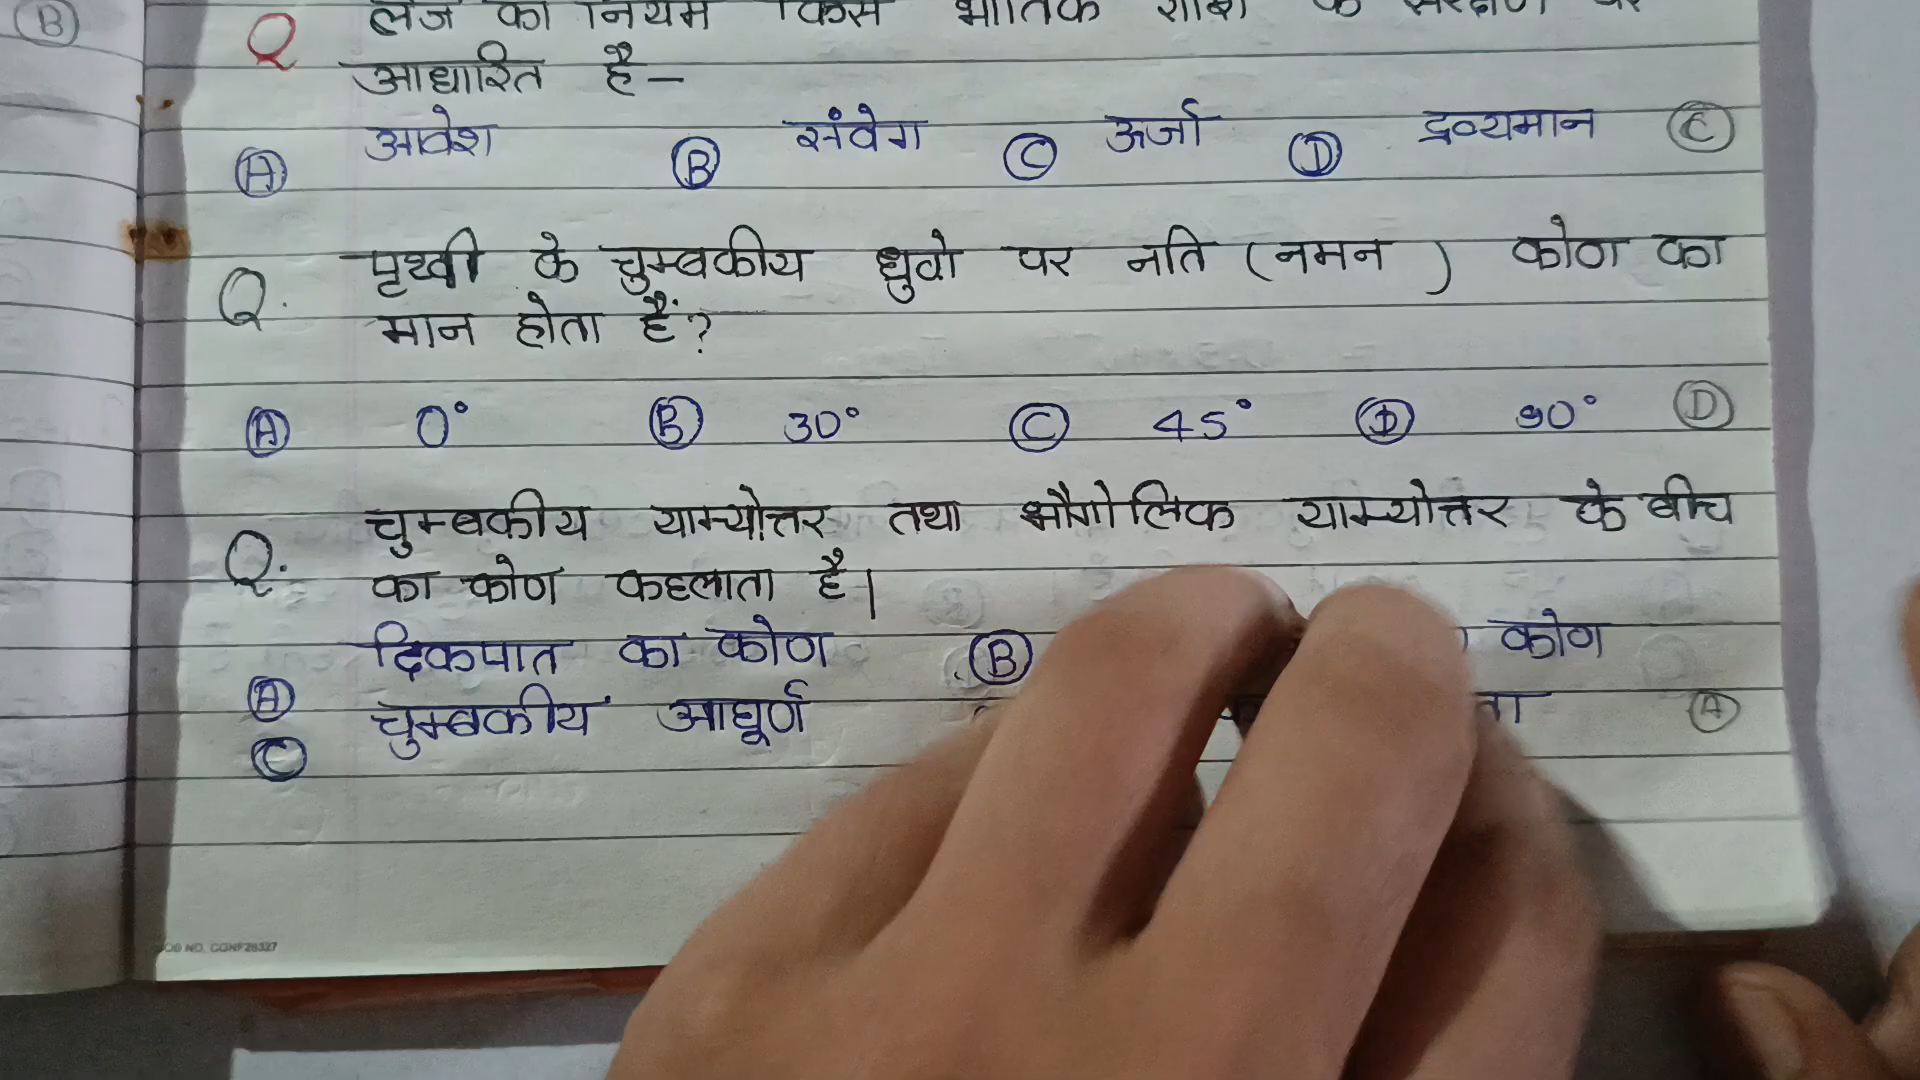 B
Q लेंज का नियम किस भौतिक राशि के संरक्षण पर
आधारित है –
A आवेश B संवेग C ऊर्जा D द्रव्यमान C
Q. पृथ्वी के चुम्बकीय ध्रुवो पर नति (नमन) कोण का
मान होता हैं?
A 0° B 30° C 45° D 90° D
Q. चुम्बकीय याम्योत्तर तथा भौगोलिक याम्योत्तर के बीच
का कोण कहलाता है।
A दिकपात का कोण B कोण
C चुम्बकीय आघूर्ण A